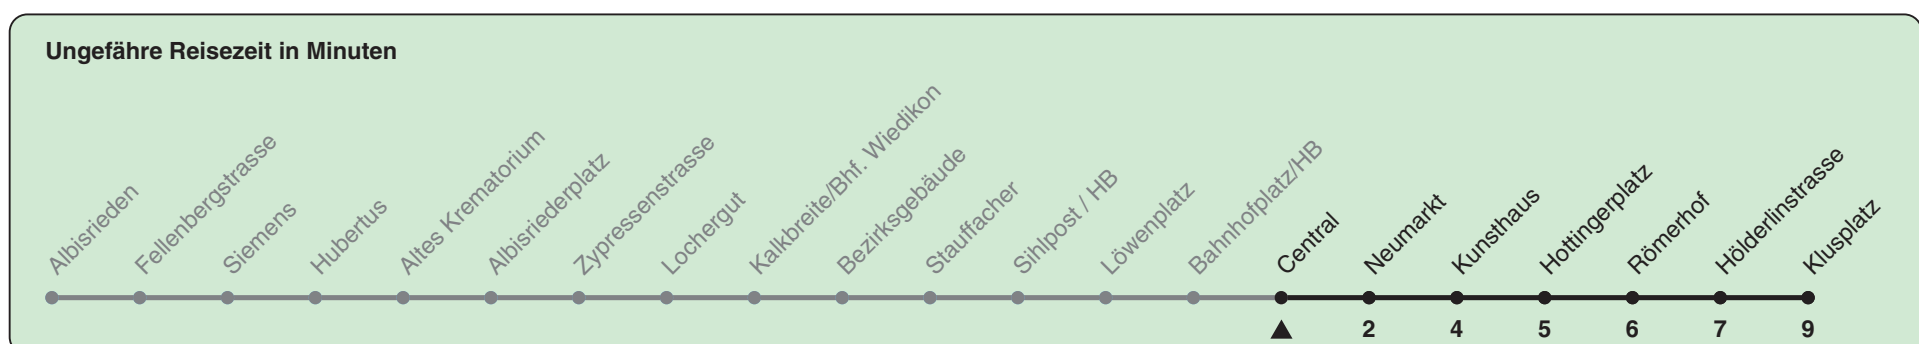 Ungefähre Reisezeit in Minuten
Albisrieden
Fellenbergstrasse
Siemens
Hubertus
Altes Krematorium
Albisriederplatz
Zypressenstrasse
Lochergut
Kalkbreite/Bhf. Wiedikon
Bezirksgebäude
Stauffacher
Sihlpost / HB
Löwenplatz
Bahnhofplatz/HB
Central
Neumarkt
Kunsthaus
Hottingerplatz
Römerhof
Hölderlinstrasse
Klusplatz
2 4 5 6 7 9